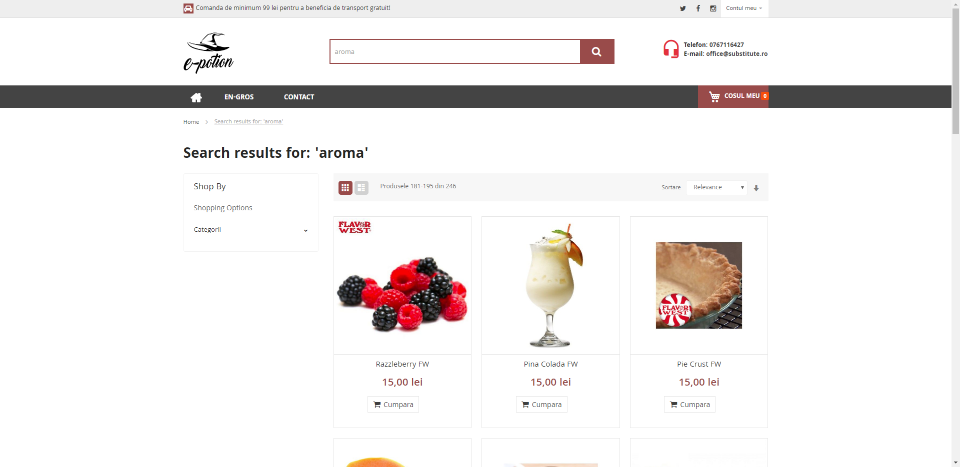 Comanda de minimum 99 lei pentru a beneficia de transport gratuit!
Contul meu
e-potion
aroma
Telefon: 0767116427
E-mail: office@substitute.ro
EN-GROS
CONTACT
COSUL MEU 0
Home > Search results for: 'aroma'
Search results for: 'aroma'
Shop By
Shopping Options
Categorii
Produsele 181-195 din 246
Sortare
Relevance
FLAVOR WEST
FLAVOR WEST
Razzleberry FW
15,00 lei
Cumpara
Pina Colada FW
15,00 lei
Cumpara
Pie Crust FW
15,00 lei
Cumpara